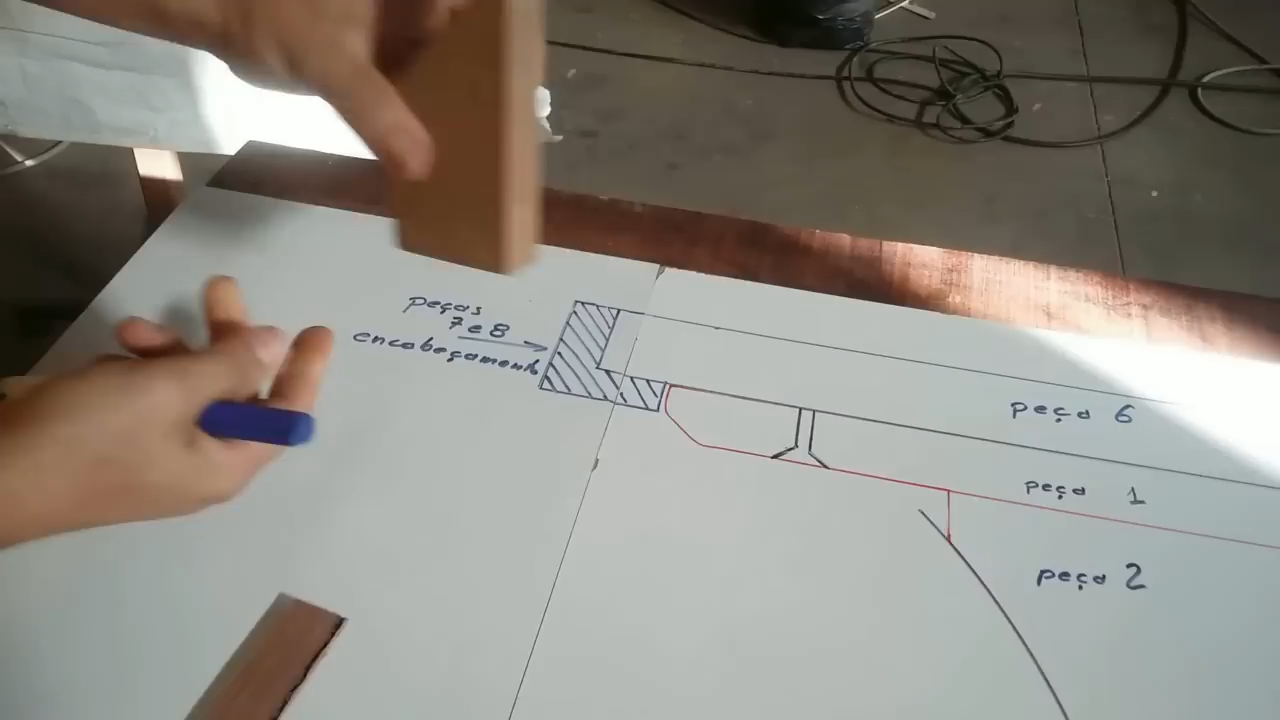 peças
7 e 8
encabeçamento
peça 6
peça 1
peça 2